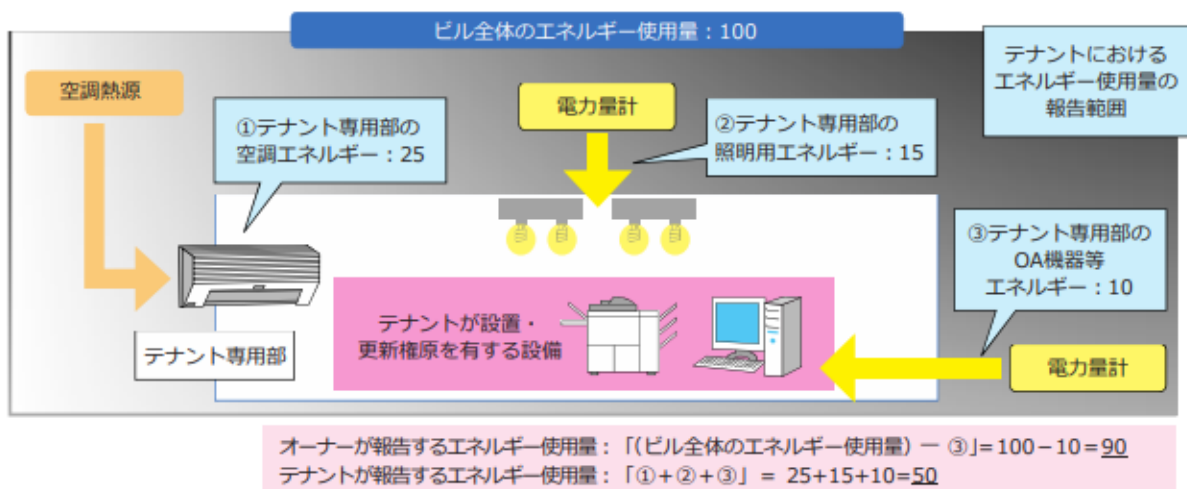 ビル全体のエネルギー使用量：100
テナントにおける
エネルギー使用量の
報告範囲
空調熱源
①テナント専用部の
空調エネルギー：25
電力量計
②テナント専用部の
照明用エネルギー：15
③テナント専用部の
OA機器等
エネルギー：10
テナントが設置・
更新権原を有する設備
テナント専用部
電力量計
オーナーが報告するエネルギー使用量：「(ビル全体のエネルギー使用量) － ③」＝100－10＝90
テナントが報告するエネルギー使用量：「①＋②＋③」 ＝ 25+15+10=50